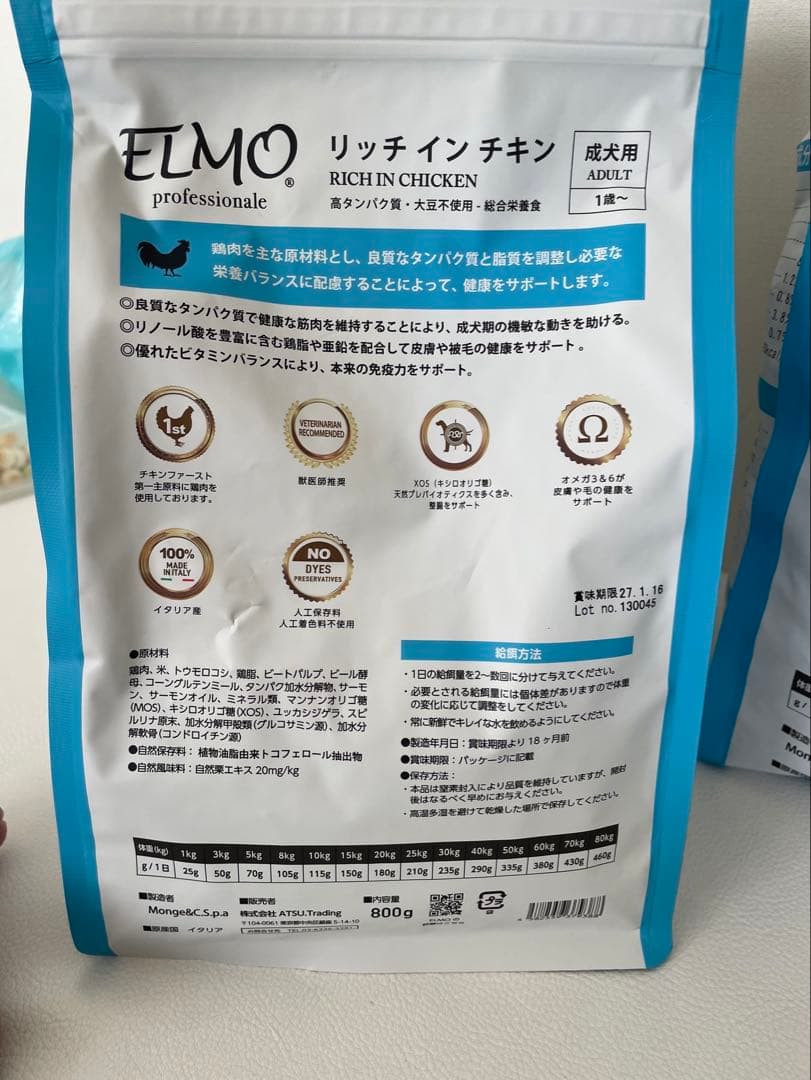 ELMO®
professionale
リッチ イン チキン
RICH IN CHICKEN
高タンパク質・大豆不使用 - 総合栄養食
成犬用
ADULT
1歳～
鶏肉を主な原材料とし、良質なタンパク質と脂質を調整し必要な
栄養バランスに配慮することによって、健康をサポートします。
◎良質なタンパク質で健康な筋肉を維持することにより、成犬期の機敏な動きを助ける。
◎リノール酸を豊富に含む鶏脂や亜鉛を配合して皮膚や被毛の健康をサポート。
◎優れたビタミンバランスにより、本来の免疫力をサポート。
1st
チキンファースト
第一主原料に鶏肉を
使用しております。
VETERINARIAN
RECOMMENDED
獣医師推奨
XOS（キシロオリゴ糖）
天然プレバイオティクスを多く含み、
整腸をサポート
Ω
オメガ3＆6が
皮膚や毛の健康を
サポート
100%
MADE
IN ITALY
イタリア産
NO
DYES
PRESERVATIVES
人工保存料
人工着色料不使用
賞味期限27.1.16
Lot no.130045
●原材料
鶏肉、米、トウモロコシ、鶏脂、ビートパルプ、ビール酵
母、コーングルテンミール、タンパク加水分解物、サーモ
ン、サーモンオイル、ミネラル類、マンナンオリゴ糖
(MOS)、キシロオリゴ糖(XOS)、ユッカシジゲラ、スピ
ルリナ原末、加水分解甲殻類(グルコサミン源)、加水分
解軟骨(コンドロイチン源)
●自然保存料：植物油脂由来トコフェロール抽出物
●自然風味料：自然栗エキス 20mg/kg
給餌方法
・1日の給餌量を2～数回に分けて与えてください。
・必要とされる給餌量には個体差がありますので体重
の変化に応じて調整をしてください。
・常に新鮮でキレイな水を飲めるようにしてください。
●製造年月日：賞味期限より 18 ヶ月前
●賞味期限：パッケージに記載
●保存方法：
・本品は窒素封入により品質を維持していますが、開封
後はなるべく早めにお与えください。
・高温多湿を避けて乾燥した場所で保存してください。
体重(kg) 1kg 3kg 5kg 8kg 10kg 15kg 20kg 25kg 30kg 40kg 50kg 60kg 70kg 80kg
g/1日 25g 50g 70g 105g 115g 150g 180g 210g 235g 290g 335g 380g 430g 460g
■製造者
Monge&C.S.p.a
■原産国 イタリア
■販売者
株式会社 ATSU.Trading
〒104-0061 東京都中央区銀座 5-14-10
■内容量
800g
プラ